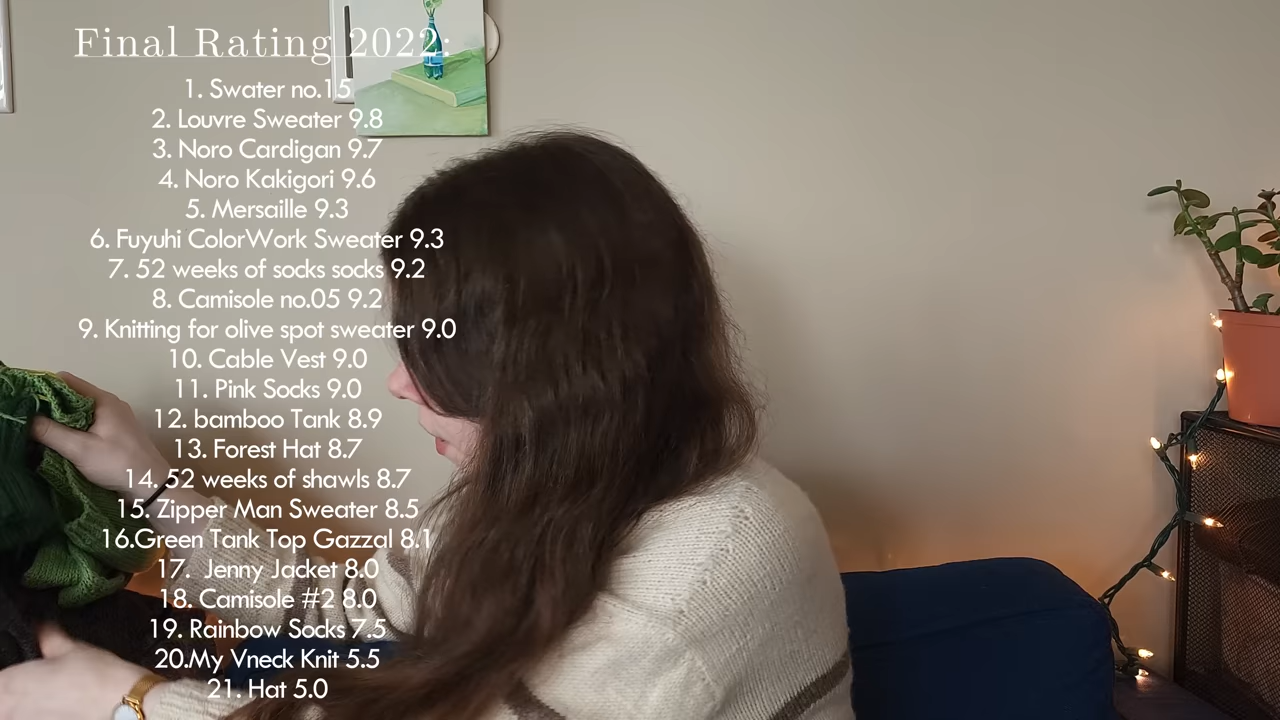 Final Rating 2022:
1. Swater no.15
2. Louvre Sweater 9.8
3. Noro Cardigan 9.7
4. Noro Kakigori 9.6
5. Mersaille 9.3
6. Fuyuhi ColorWork Sweater 9.3
7. 52 weeks of socks socks 9.2
8. Camisole no.05 9.2
9. Knitting for olive spot sweater 9.0
10. Cable Vest 9.0
11. Pink Socks 9.0
12. bamboo Tank 8.9
13. Forest Hat 8.7
14. 52 weeks of shawls 8.7
15. Zipper Man Sweater 8.5
16.Green Tank Top Gazzal 8.1
17. Jenny Jacket 8.0
18. Camisole #2 8.0
19. Rainbow Socks 7.5
20.My Vneck Knit 5.5
21. Hat 5.0